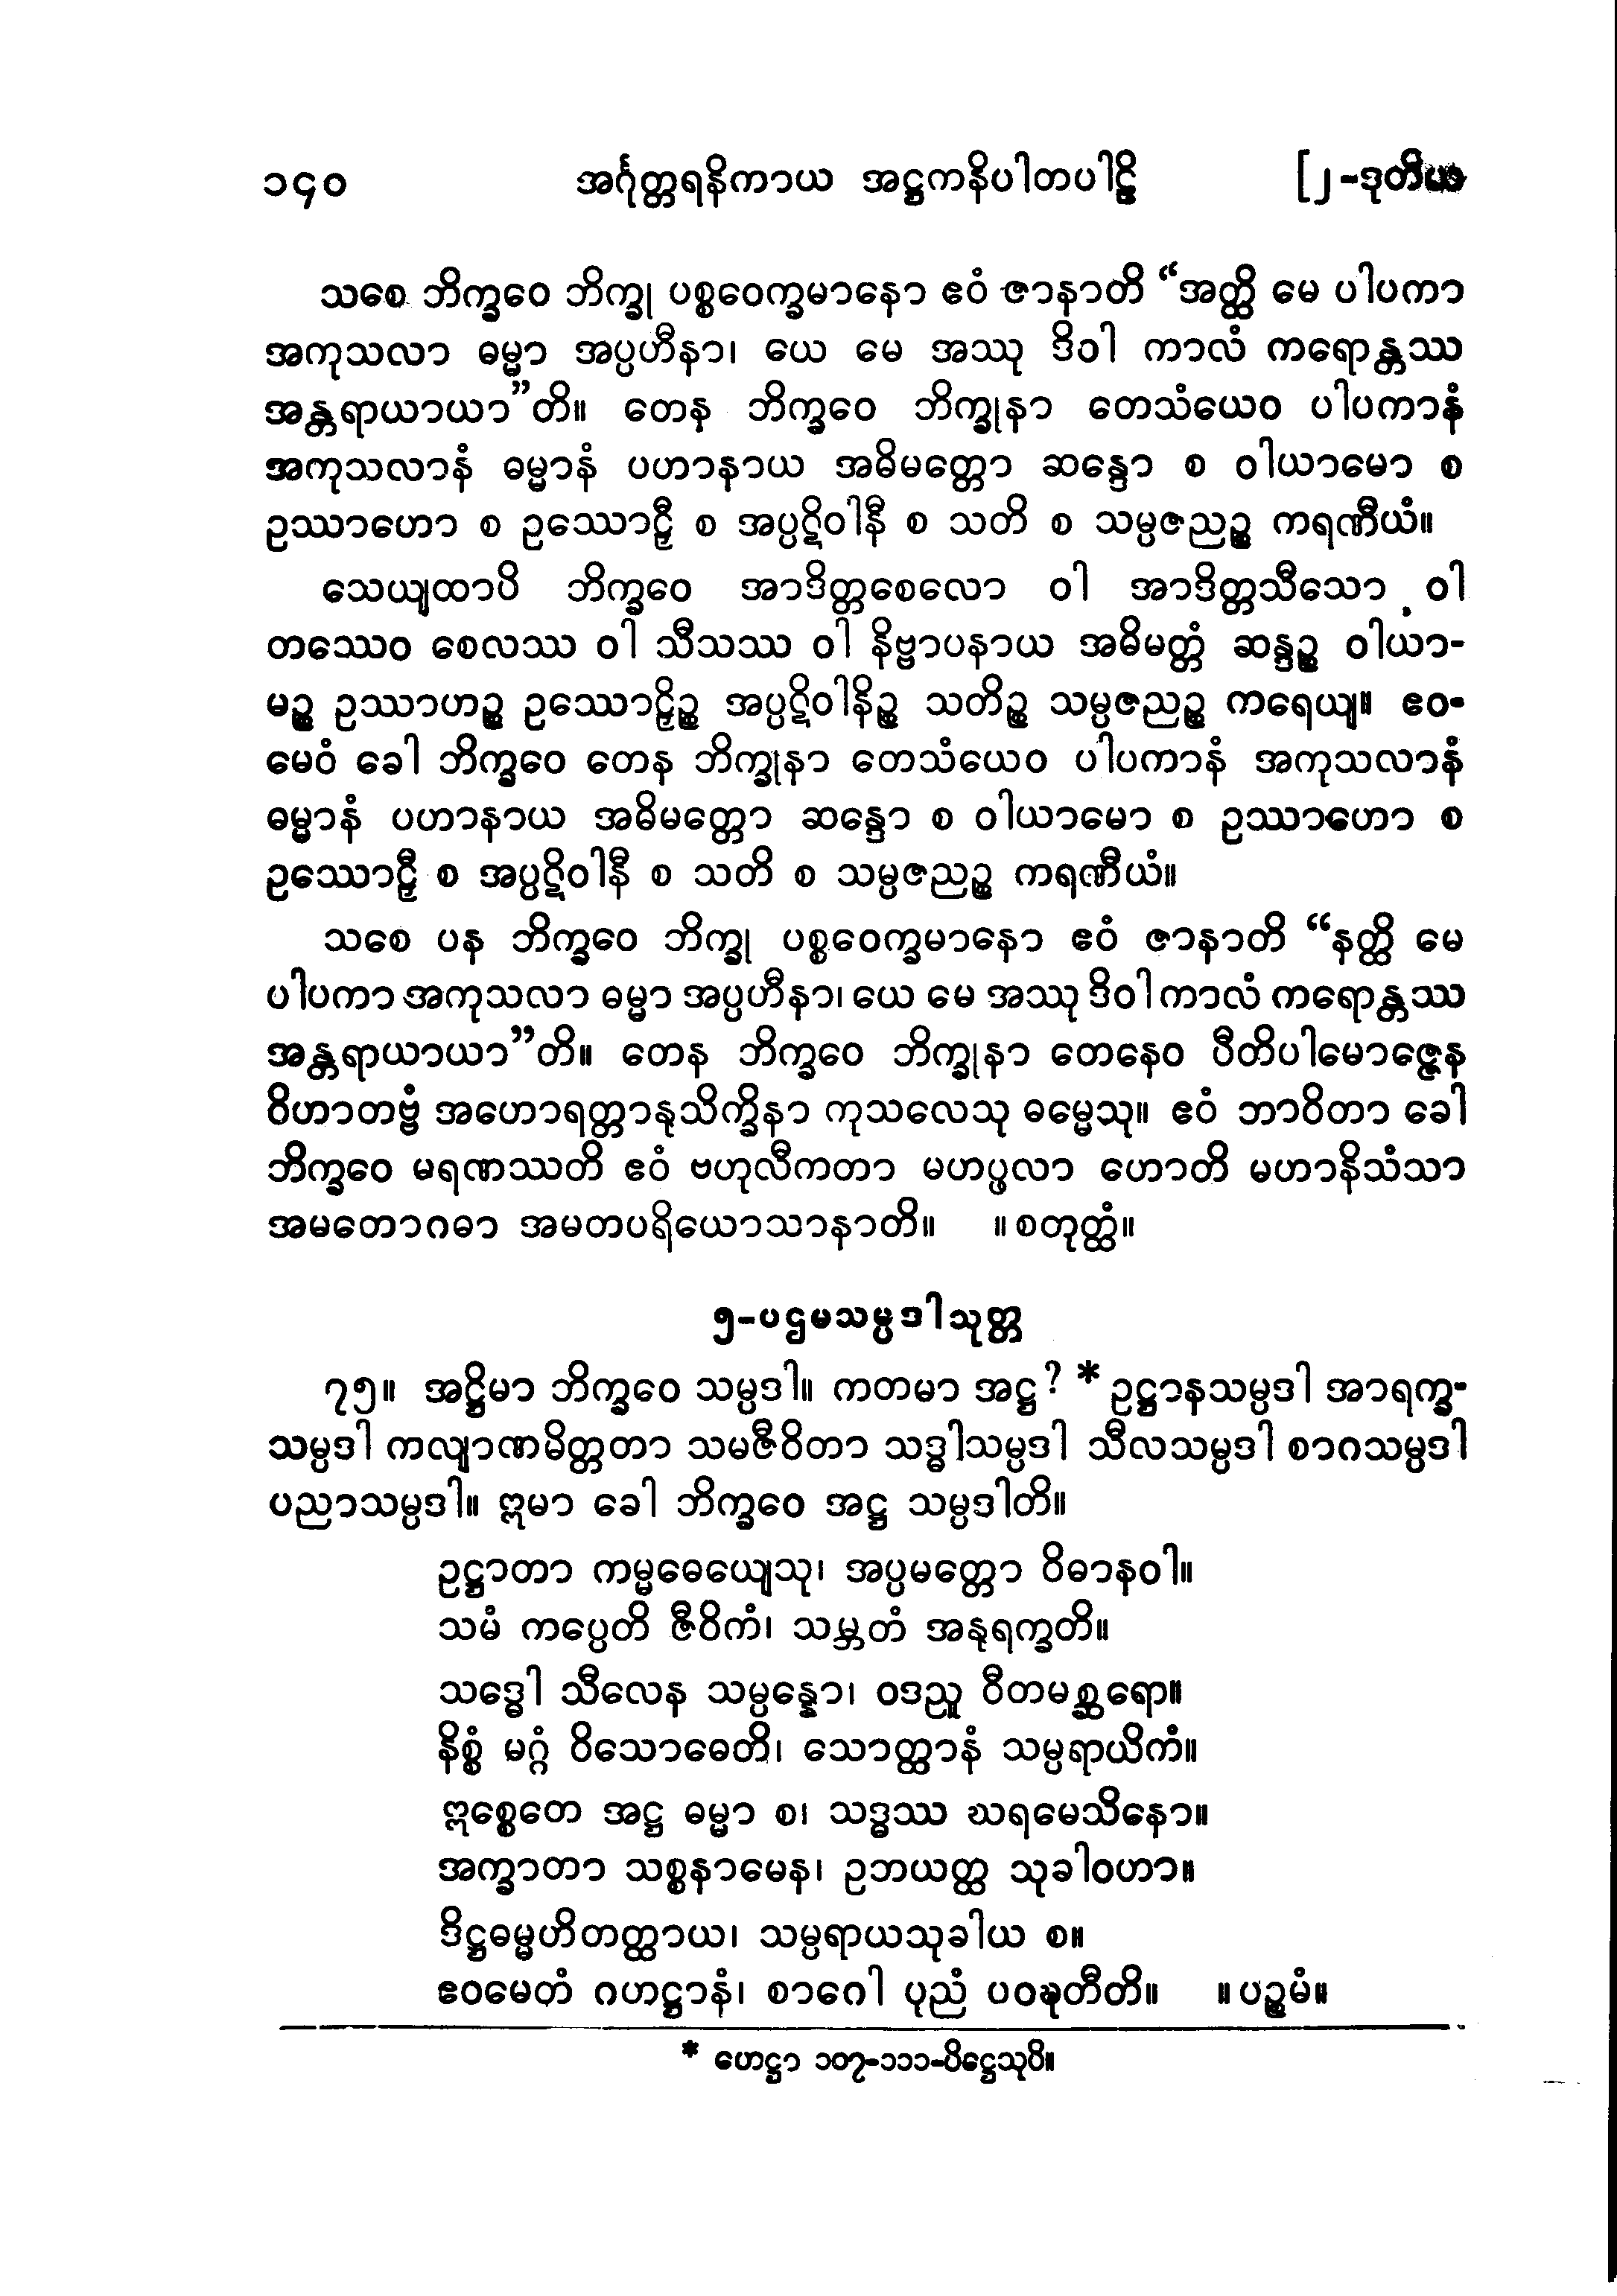 ၁၄၀ အင်္ဂုတ္တရနိကာယ အဋ္ဌကနိပါတပါဠိ [၂-ဒုတိယ
သစေ ဘိက္ခဝေ ဘိက္ခု ပစ္စဝေက္ခမာနော ဧဝံ ဇာနာတိ “အတ္ထိ မေ ပါပကာ
အကုသလာ ဓမ္မာ အပ္ပဟီနာ၊ ယေ မေ အဿု ဒိဝါ ကာလံ ကရောန္တဿ
အန္တရာယာယာ”တိ။ တေန ဘိက္ခဝေ ဘိက္ခုနာ တေသံယေဝ ပါပကာနံ
အကုသလာနံ ဓမ္မာနံ ပဟာနာယ အဓိမတ္တော ဆန္ဒော စ ဝါယာမော စ
ဥဿာဟော စ ဥဿောဠှီ စ အပ္ပဋိဝါနီ စ သတိ စ သမ္ပဇညဉ္စ ကရဏီယံ။
သေယျထာပိ ဘိက္ခဝေ အာဒိတ္တစေလော ဝါ အာဒိတ္တသီသော ဝါ
တဿေဝ စေလဿ ဝါ သီသဿ ဝါ နိဗ္ဗာပနာယ အဓိမတ္တံ ဆန္ဒဉ္စ ဝါယာ-
မဉ္စ ဥဿာဟဉ္စ ဥဿောဠှိဉ္စ အပ္ပဋိဝါနိဉ္စ သတိဉ္စ သမ္ပဇညဉ္စ ကရေယျ။ ဧဝ-
မေဝံ ခေါ ဘိက္ခဝေ တေန ဘိက္ခုနာ တေသံယေဝ ပါပကာနံ အကုသလာနံ
ဓမ္မာနံ ပဟာနာယ အဓိမတ္တော ဆန္ဒော စ ဝါယာမော စ ဥဿာဟော စ
ဥဿောဠှီ စ အပ္ပဋိဝါနီ စ သတိ စ သမ္ပဇညဉ္စ ကရဏီယံ။
သစေ ပန ဘိက္ခဝေ ဘိက္ခု ပစ္စဝေက္ခမာနော ဧဝံ ဇာနာတိ “နတ္ထိ မေ
ပါပကာ အကုသလာ ဓမ္မာ အပ္ပဟီနာ၊ ယေ မေ အဿု ဒိဝါ ကာလံ ကရောန္တဿ
အန္တရာယာယာ”တိ။ တေန ဘိက္ခဝေ ဘိက္ခုနာ တေနေဝ ပီတိပါမောဇ္ဇေန
ဝိဟာတဗ္ဗံ အဟောရတ္တာနုသိက္ခိနာ ကုသလေသု ဓမ္မေသု။ ဧဝံ ဘာဝိတာ ခေါ
ဘိက္ခဝေ မရဏဿတိ ဧဝံ ဗဟုလီကတာ မဟပ္ဖလာ ဟောတိ မဟာနိသံသာ
အမတောဂဓာ အမတပရိယောသာနာတိ။ ။စတုတ္ထံ။
၅-ပဌမသမ္ပဒါသုတ္တ
၇၅။ အဋ္ဌိမာ ဘိက္ခဝေ သမ္ပဒါ။ ကတမာ အဋ္ဌ? * ဥဋ္ဌာနသမ္ပဒါ အာရက္ခ-
သမ္ပဒါ ကလျာဏမိတ္တတာ သမဇီဝိတာ သဒ္ဓါသမ္ပဒါ သီလသမ္ပဒါ စာဂသမ္ပဒါ
ပညာသမ္ပဒါ။ ဣမာ ခေါ ဘိက္ခဝေ အဋ္ဌ သမ္ပဒါတိ။
ဥဋ္ဌာတာ ကမ္မဓေယျေသု၊ အပ္ပမတ္တော ဝိဓာနဝါ။
သမံ ကပ္ပေတိ ဇီဝိကံ၊ သမ္ဘတံ အနုရက္ခတိ။
သဒ္ဓေါ သီလေန သမ္ပန္နော၊ ဝဒညူ ဝီတမစ္ဆရော။
နိစ္စံ မဂ္ဂံ ဝိသောဓေတိ၊ သောတ္ထာနံ သမ္ပရာယိကံ။
ဣစ္စေတေ အဋ္ဌ ဓမ္မာ စ၊ သဒ္ဓဿ ဃရမေသိနော။
အက္ခာတာ သစ္စနာမေန၊ ဥဘယတ္ထ သုခါဝဟာ။
ဒိဋ္ဌဓမ္မဟိတတ္ထာယ၊ သမ္ပရာယသုခါယ စ။
ဧဝမေတံ ဂဟဋ္ဌာနံ၊ စာဂေါ ပုညံ ပဝဍ္ဎတီတိ။ ။ပဉ္စမံ။
* ဟေဋ္ဌာ ၁၀၇-၁၁၁-ပိဋ္ဌေသုပိ။